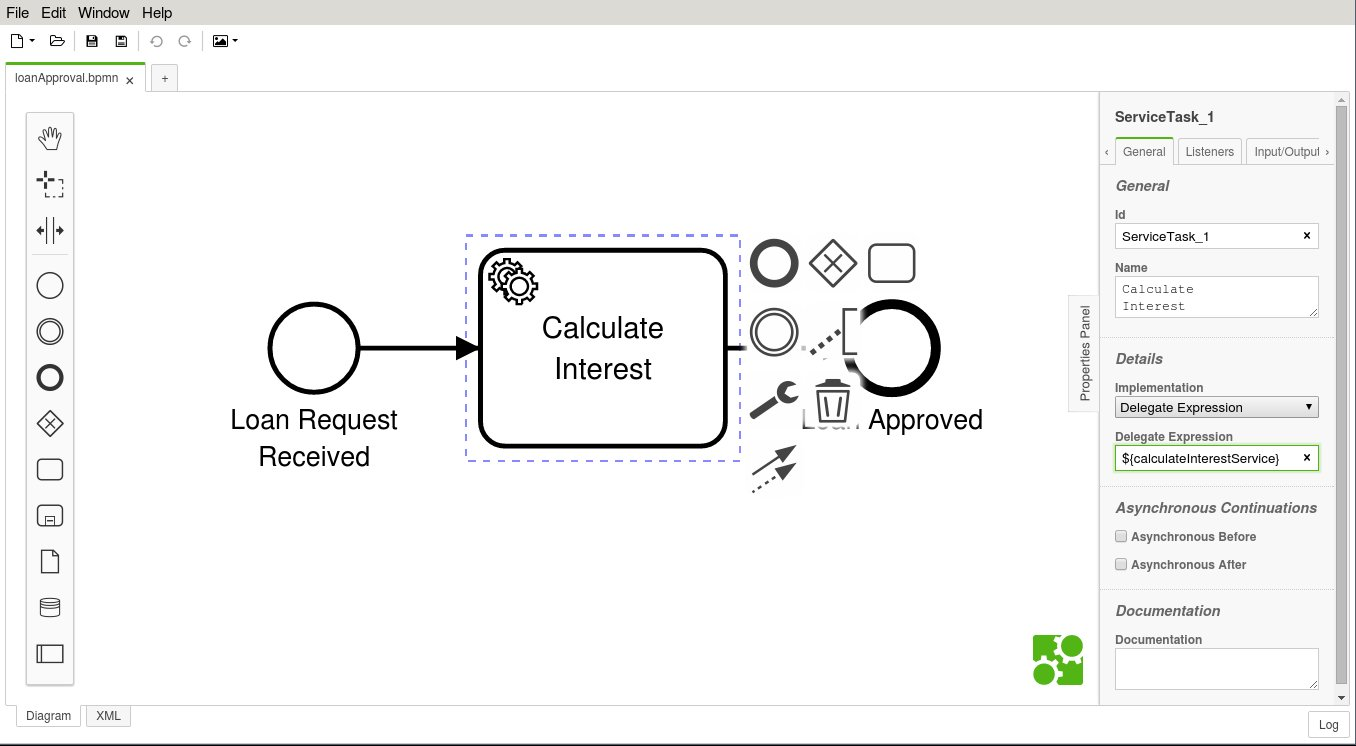 File Edit Window Help
loanApproval.bpmn × +
Calculate
Interest
Loan Request
Received
Loan Approved
Properties Panel
ServiceTask_1
General Listeners Input/Output
General
Id
ServiceTask_1
Name
Calculate
Interest
Details
Implementation
Delegate Expression
Delegate Expression
${calculateInterestService}
Asynchronous Continuations
Asynchronous Before
Asynchronous After
Documentation
Documentation
Diagram XML
Log